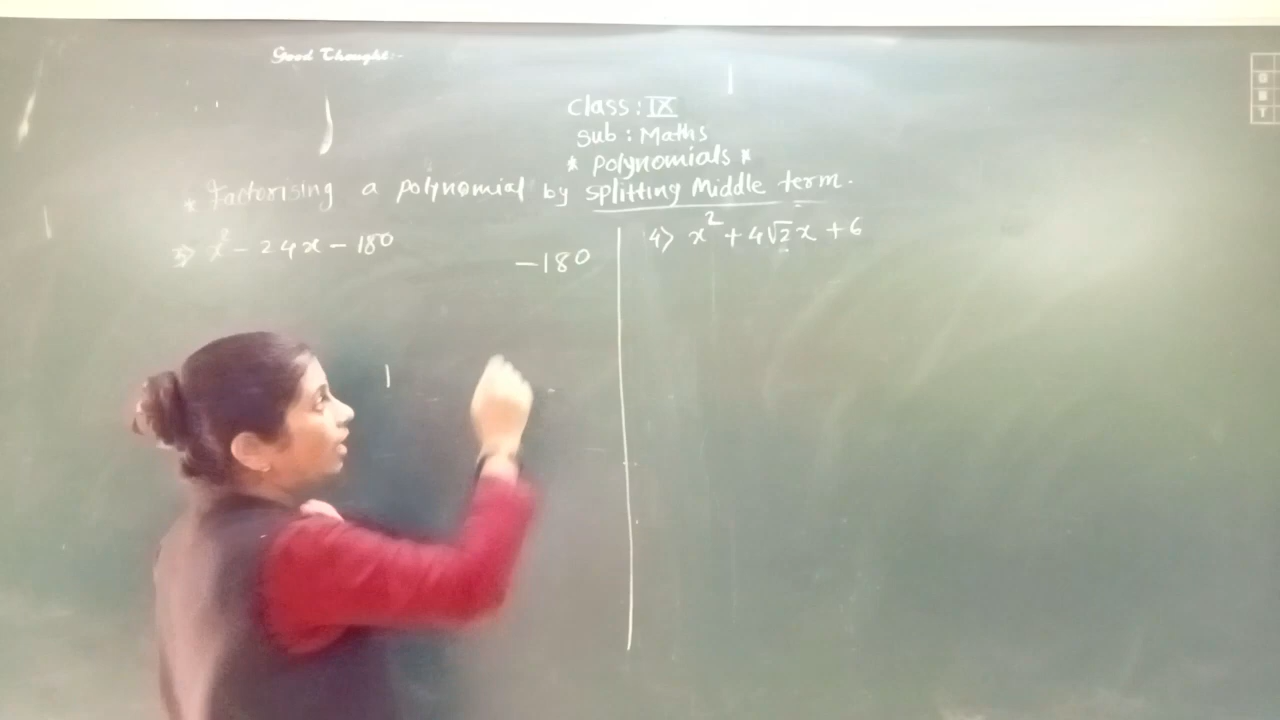 Good Thought:-
Class: IX
Sub: Maths
* Polynomials *
* Factorising a polynomial by splitting Middle term.
3> x² - 24x - 180
-180
4> x² + 4√2x + 6
G
B
T